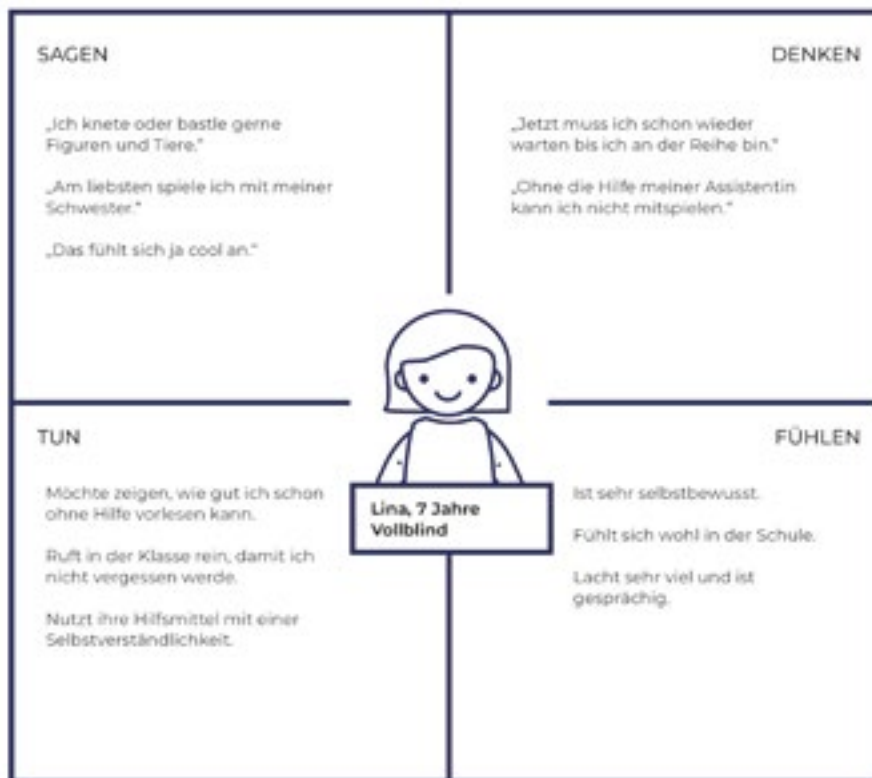 SAGEN
„Ich knete oder bastle gerne
Figuren und Tiere."
„Am liebsten spiele ich mit meiner
Schwester."
„Das fühlt sich ja cool an."
DENKEN
„Jetzt muss ich schon wieder
warten bis ich an der Reihe bin."
„Ohne die Hilfe meiner Assistentin
kann ich nicht mitspielen."
Lina, 7 Jahre
Vollblind
TUN
Möchte zeigen, wie gut ich schon
ohne Hilfe vorlesen kann.
Ruft in der Klasse rein, damit ich
nicht vergessen werde.
Nutzt ihre Hilfsmittel mit einer
Selbstverständlichkeit.
FÜHLEN
Ist sehr selbstbewusst.
Fühlt sich wohl in der Schule.
Lacht sehr viel und ist
gesprächig.